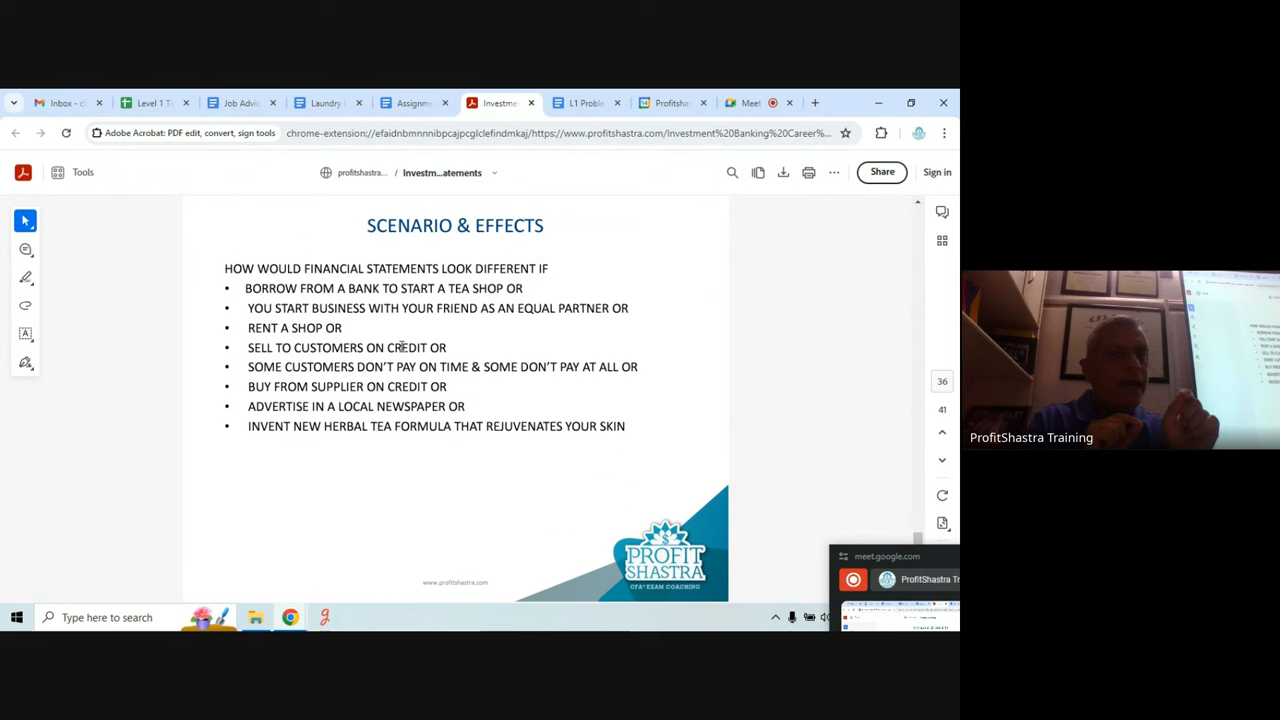 Inbox - cl
Level 1 Ti
Job Advic
Laundry L
Assignme
Investme
L1 Proble
Profitsha
Meet
Adobe Acrobat: PDF edit, convert, sign tools
chrome-extension://efaidnbmnnnibpcajpcglclefindmkaj/https://www.profitshastra.com/Investment%20Banking%20Career%...
Tools
profitshastra... / Investm...atements
Share
Sign in
SCENARIO & EFFECTS
HOW WOULD FINANCIAL STATEMENTS LOOK DIFFERENT IF
• BORROW FROM A BANK TO START A TEA SHOP OR
• YOU START BUSINESS WITH YOUR FRIEND AS AN EQUAL PARTNER OR
• RENT A SHOP OR
• SELL TO CUSTOMERS ON CREDIT OR
• SOME CUSTOMERS DON'T PAY ON TIME & SOME DON'T PAY AT ALL OR
• BUY FROM SUPPLIER ON CREDIT OR
• ADVERTISE IN A LOCAL NEWSPAPER OR
• INVENT NEW HERBAL TEA FORMULA THAT REJUVENATES YOUR SKIN
36
41
PROFIT
SHASTRA
CFA® EXAM COACHING
www.profitshastra.com
meet.google.com
ProfitShastra Tr
Type here to search
ProfitShastra Training